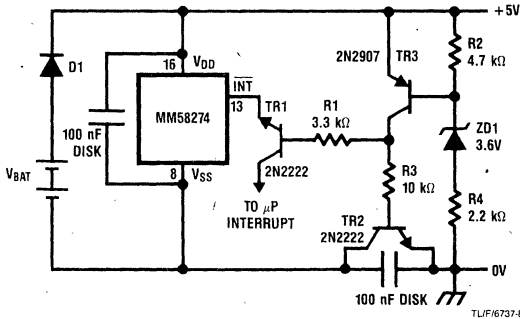 +5V
D1
16
VDD
2N2907
TR3
R2
4.7 kΩ
INT
13
TR1
R1
3.3 kΩ
MM58274
100 nF
DISK
ZD1
3.6V
VBAT
8
VSS
2N2222
R3
10 kΩ
TO μP
INTERRUPT
R4
2.2 kΩ
TR2
2N2222
0V
100 nF DISK
TL/F/6737-8